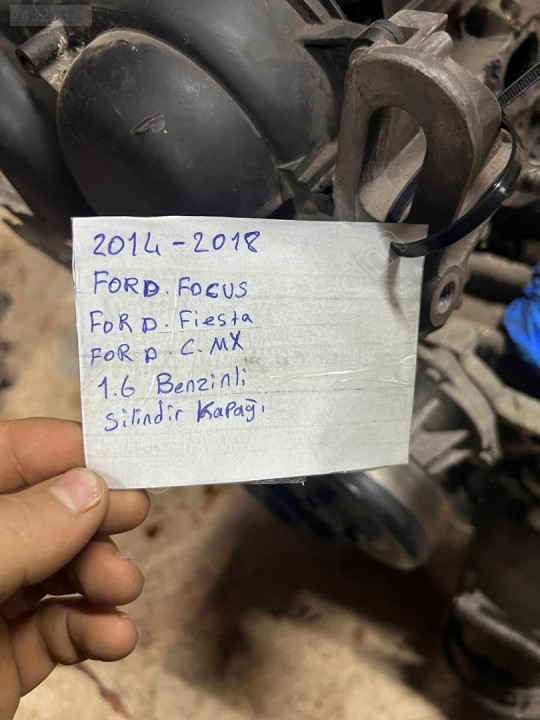 2014-2018
FORD. FOCUS
FORD. Fiesta
FORD. C. MX
1.6 Benzinli
Silindir Kapağı